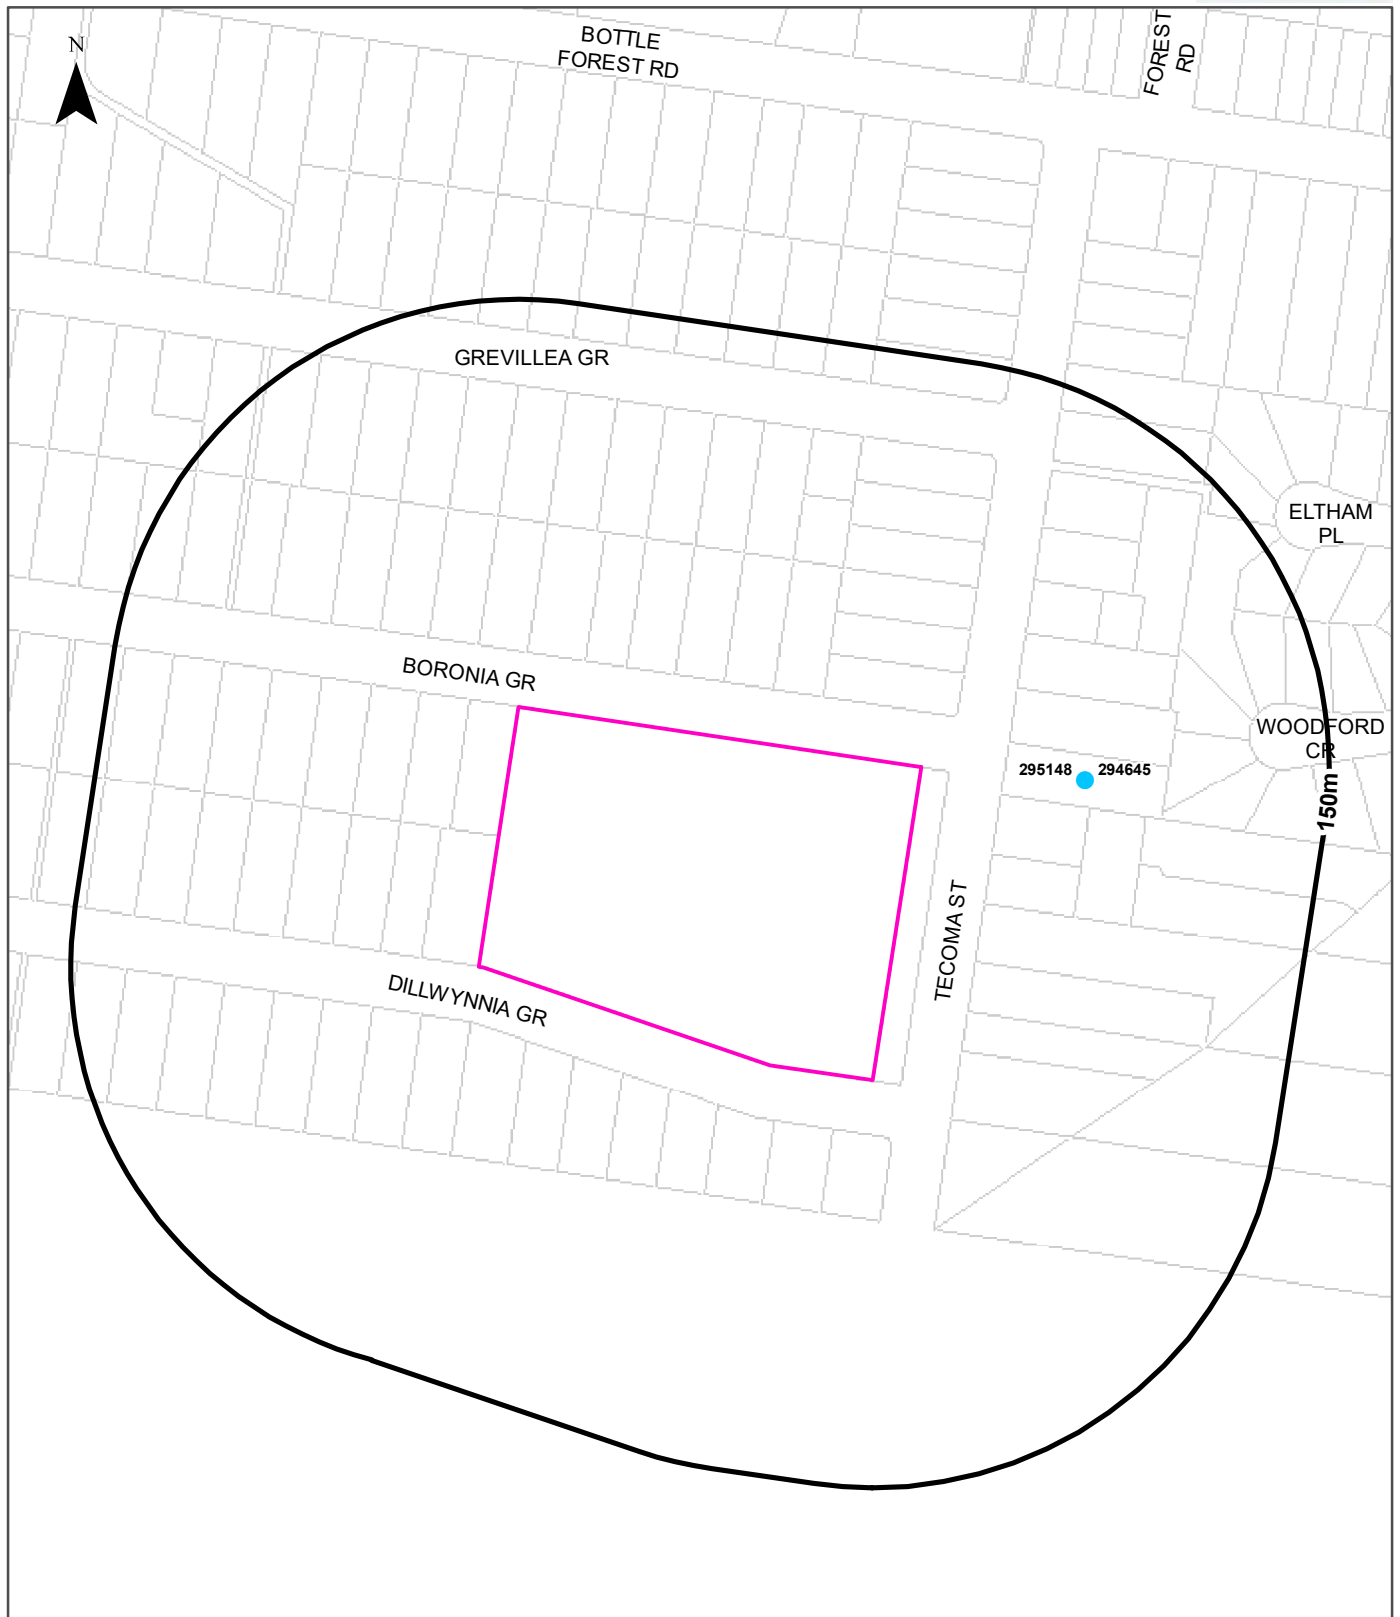 N
BOTTLE
FOREST RD
FOREST
RD
GREVILLEA GR
ELTHAM
PL
BORONIA GR
WOODFORD
CR
295148 294645
150m
TECOMA ST
DILLWYNNIA GR